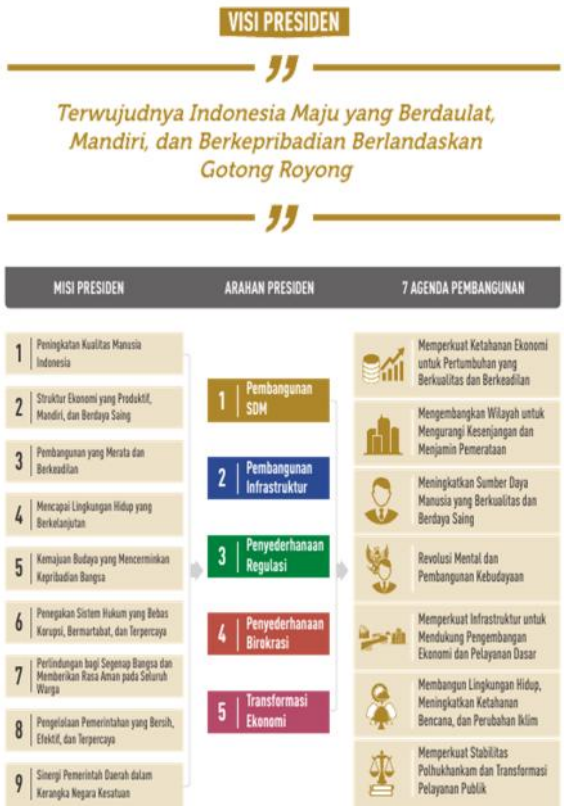 VISI PRESIDEN
”
Terwujudnya Indonesia Maju yang Berdaulat,
Mandiri, dan Berkepribadian Berlandaskan
Gotong Royong
”
MISI PRESIDEN
1
Peningkatan Kualitas Manusia
Indonesia
2
Struktur Ekonomi yang Produktif,
Mandiri, dan Berdaya Saing
3
Pembangunan yang Merata dan
Berkeadilan
4
Mencapai Lingkungan Hidup yang
Berkelanjutan
5
Kemajuan Budaya yang Mencerminkan
Kepribadian Bangsa
6
Penegakan Sistem Hukum yang Bebas
Korupsi, Bermartabat, dan Terpercaya
7
Perlindungan bagi Segenap Bangsa dan
Memberikan Rasa Aman pada Seluruh
Warga
8
Pengelolaan Pemerintahan yang Bersih,
Efektif, dan Terpercaya
9
Sinergi Pemerintah Daerah dalam
Kerangka Negara Kesatuan
ARAHAN PRESIDEN
1
Pembangunan
SDM
2
Pembangunan
Infrastruktur
3
Penyederhanaan
Regulasi
4
Penyederhanaan
Birokrasi
5
Transformasi
Ekonomi
7 AGENDA PEMBANGUNAN
Memperkuat Ketahanan Ekonomi
untuk Pertumbuhan yang
Berkualitas dan Berkeadilan
Mengembangkan Wilayah untuk
Mengurangi Kesenjangan dan
Menjamin Pemerataan
Meningkatkan Sumber Daya
Manusia yang Berkualitas dan
Berdaya Saing
Revolusi Mental dan
Pembangunan Kebudayaan
Memperkuat Infrastruktur untuk
Mendukung Pengembangan
Ekonomi dan Pelayanan Dasar
Membangun Lingkungan Hidup,
Meningkatkan Ketahanan
Bencana, dan Perubahan Iklim
Memperkuat Stabilitas
Polhukhankam dan Transformasi
Pelayanan Publik